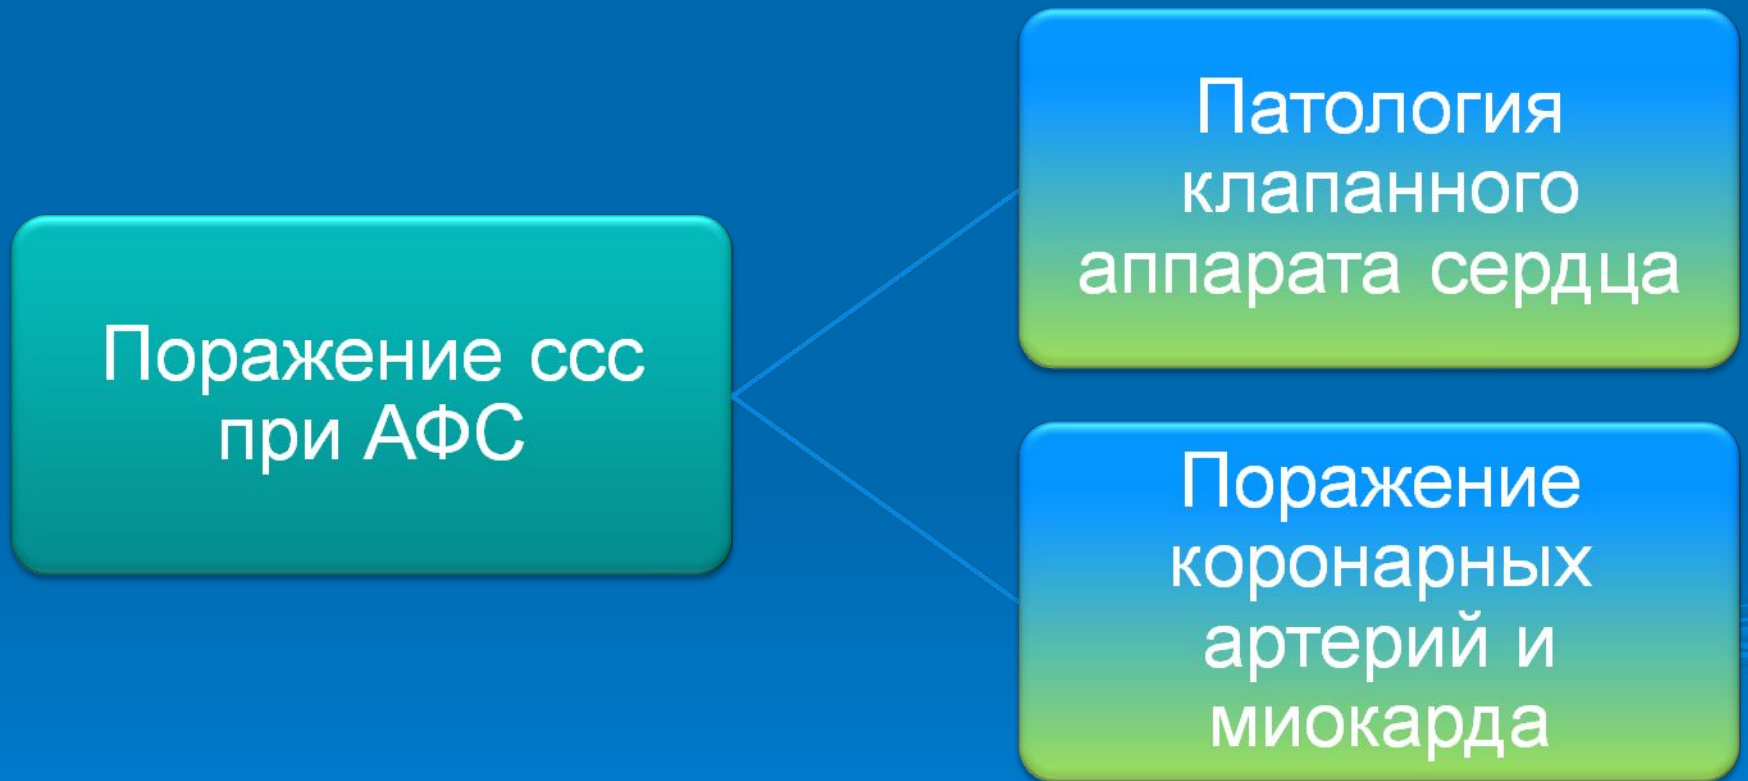 Поражение ссс
при АФС
Патология
клапанного
аппарата сердца
Поражение
коронарных
артерий и
миокарда